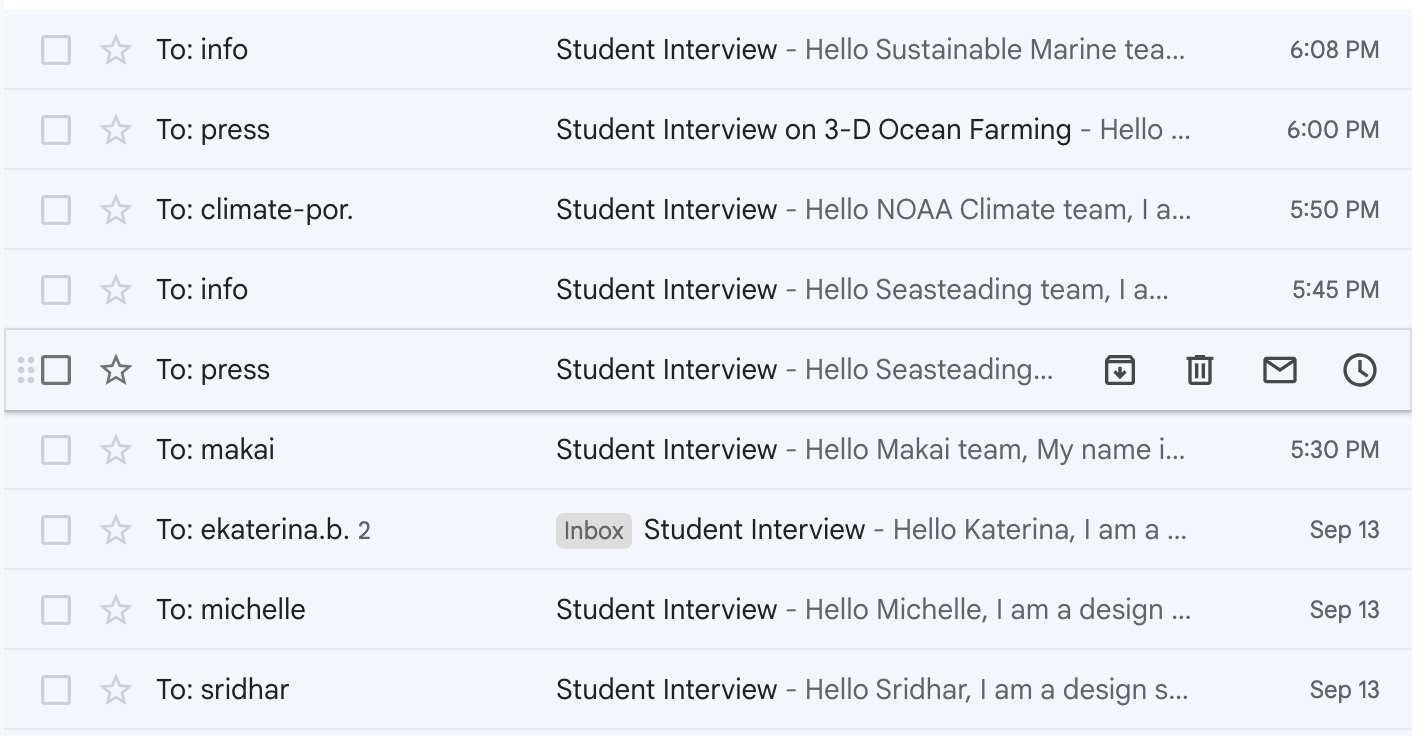 To: info Student Interview - Hello Sustainable Marine tea... 6:08 PM
To: press Student Interview on 3-D Ocean Farming - Hello ... 6:00 PM
To: climate-por. Student Interview - Hello NOAA Climate team, I a... 5:50 PM
To: info Student Interview - Hello Seasteading team, I a... 5:45 PM
To: press Student Interview - Hello Seasteading...
To: makai Student Interview - Hello Makai team, My name i... 5:30 PM
To: ekaterina.b. 2 Inbox Student Interview - Hello Katerina, I am a ... Sep 13
To: michelle Student Interview - Hello Michelle, I am a design ... Sep 13
To: sridhar Student Interview - Hello Sridhar, I am a design s... Sep 13